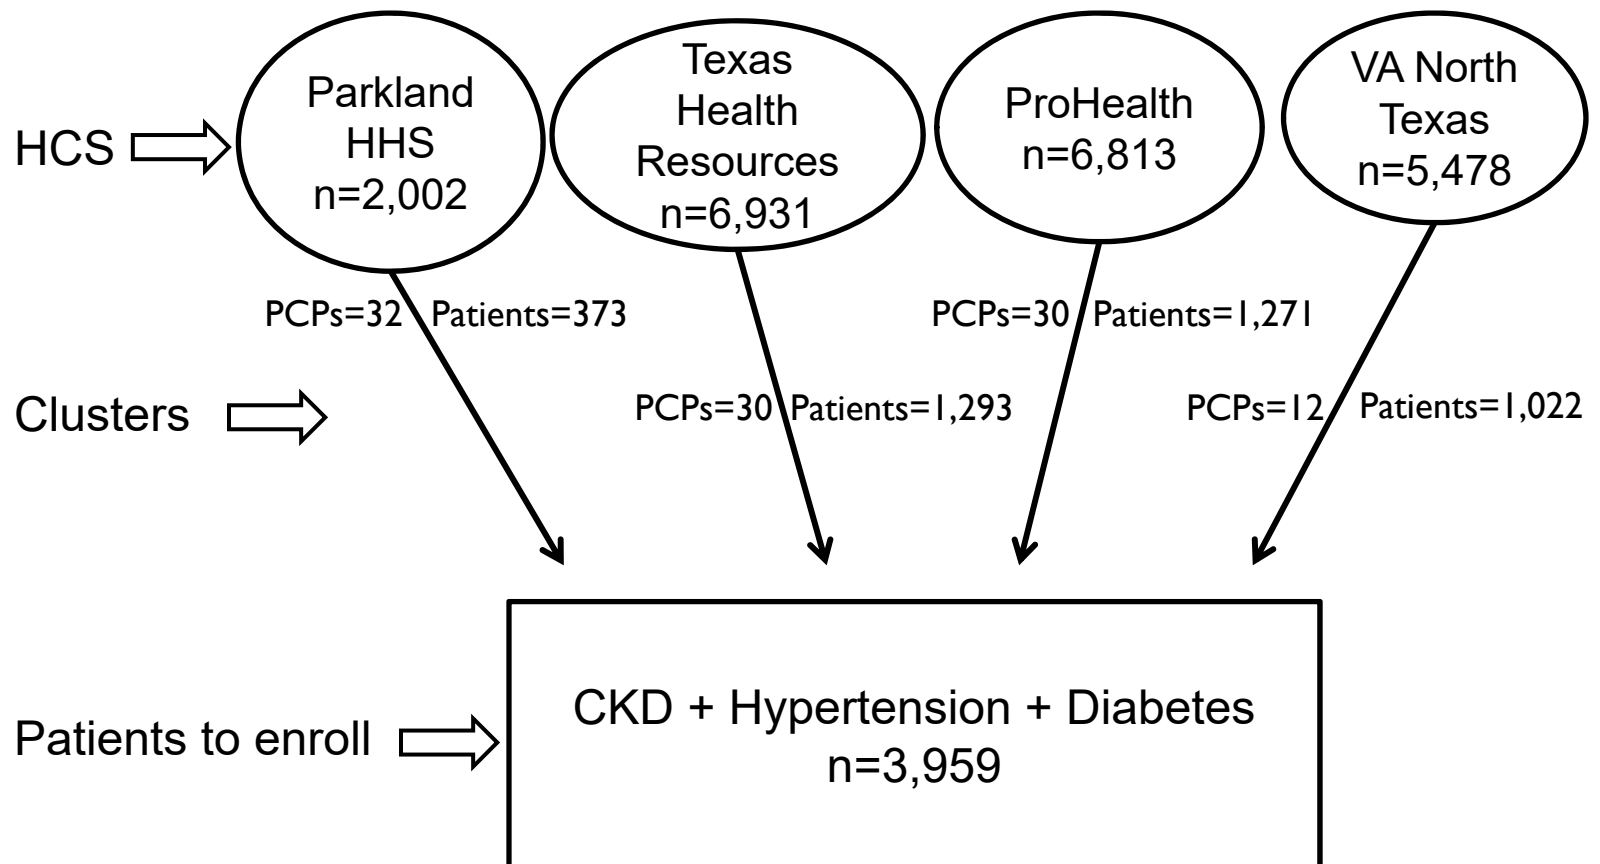 HCS
Parkland
HHS
n=2,002
Texas
Health
Resources
n=6,931
ProHealth
n=6,813
VA North
Texas
n=5,478
PCPs=32 Patients=373
PCPs=30 Patients=1,271
Clusters
PCPs=30 Patients=1,293
PCPs=12 Patients=1,022
Patients to enroll
CKD + Hypertension + Diabetes
n=3,959